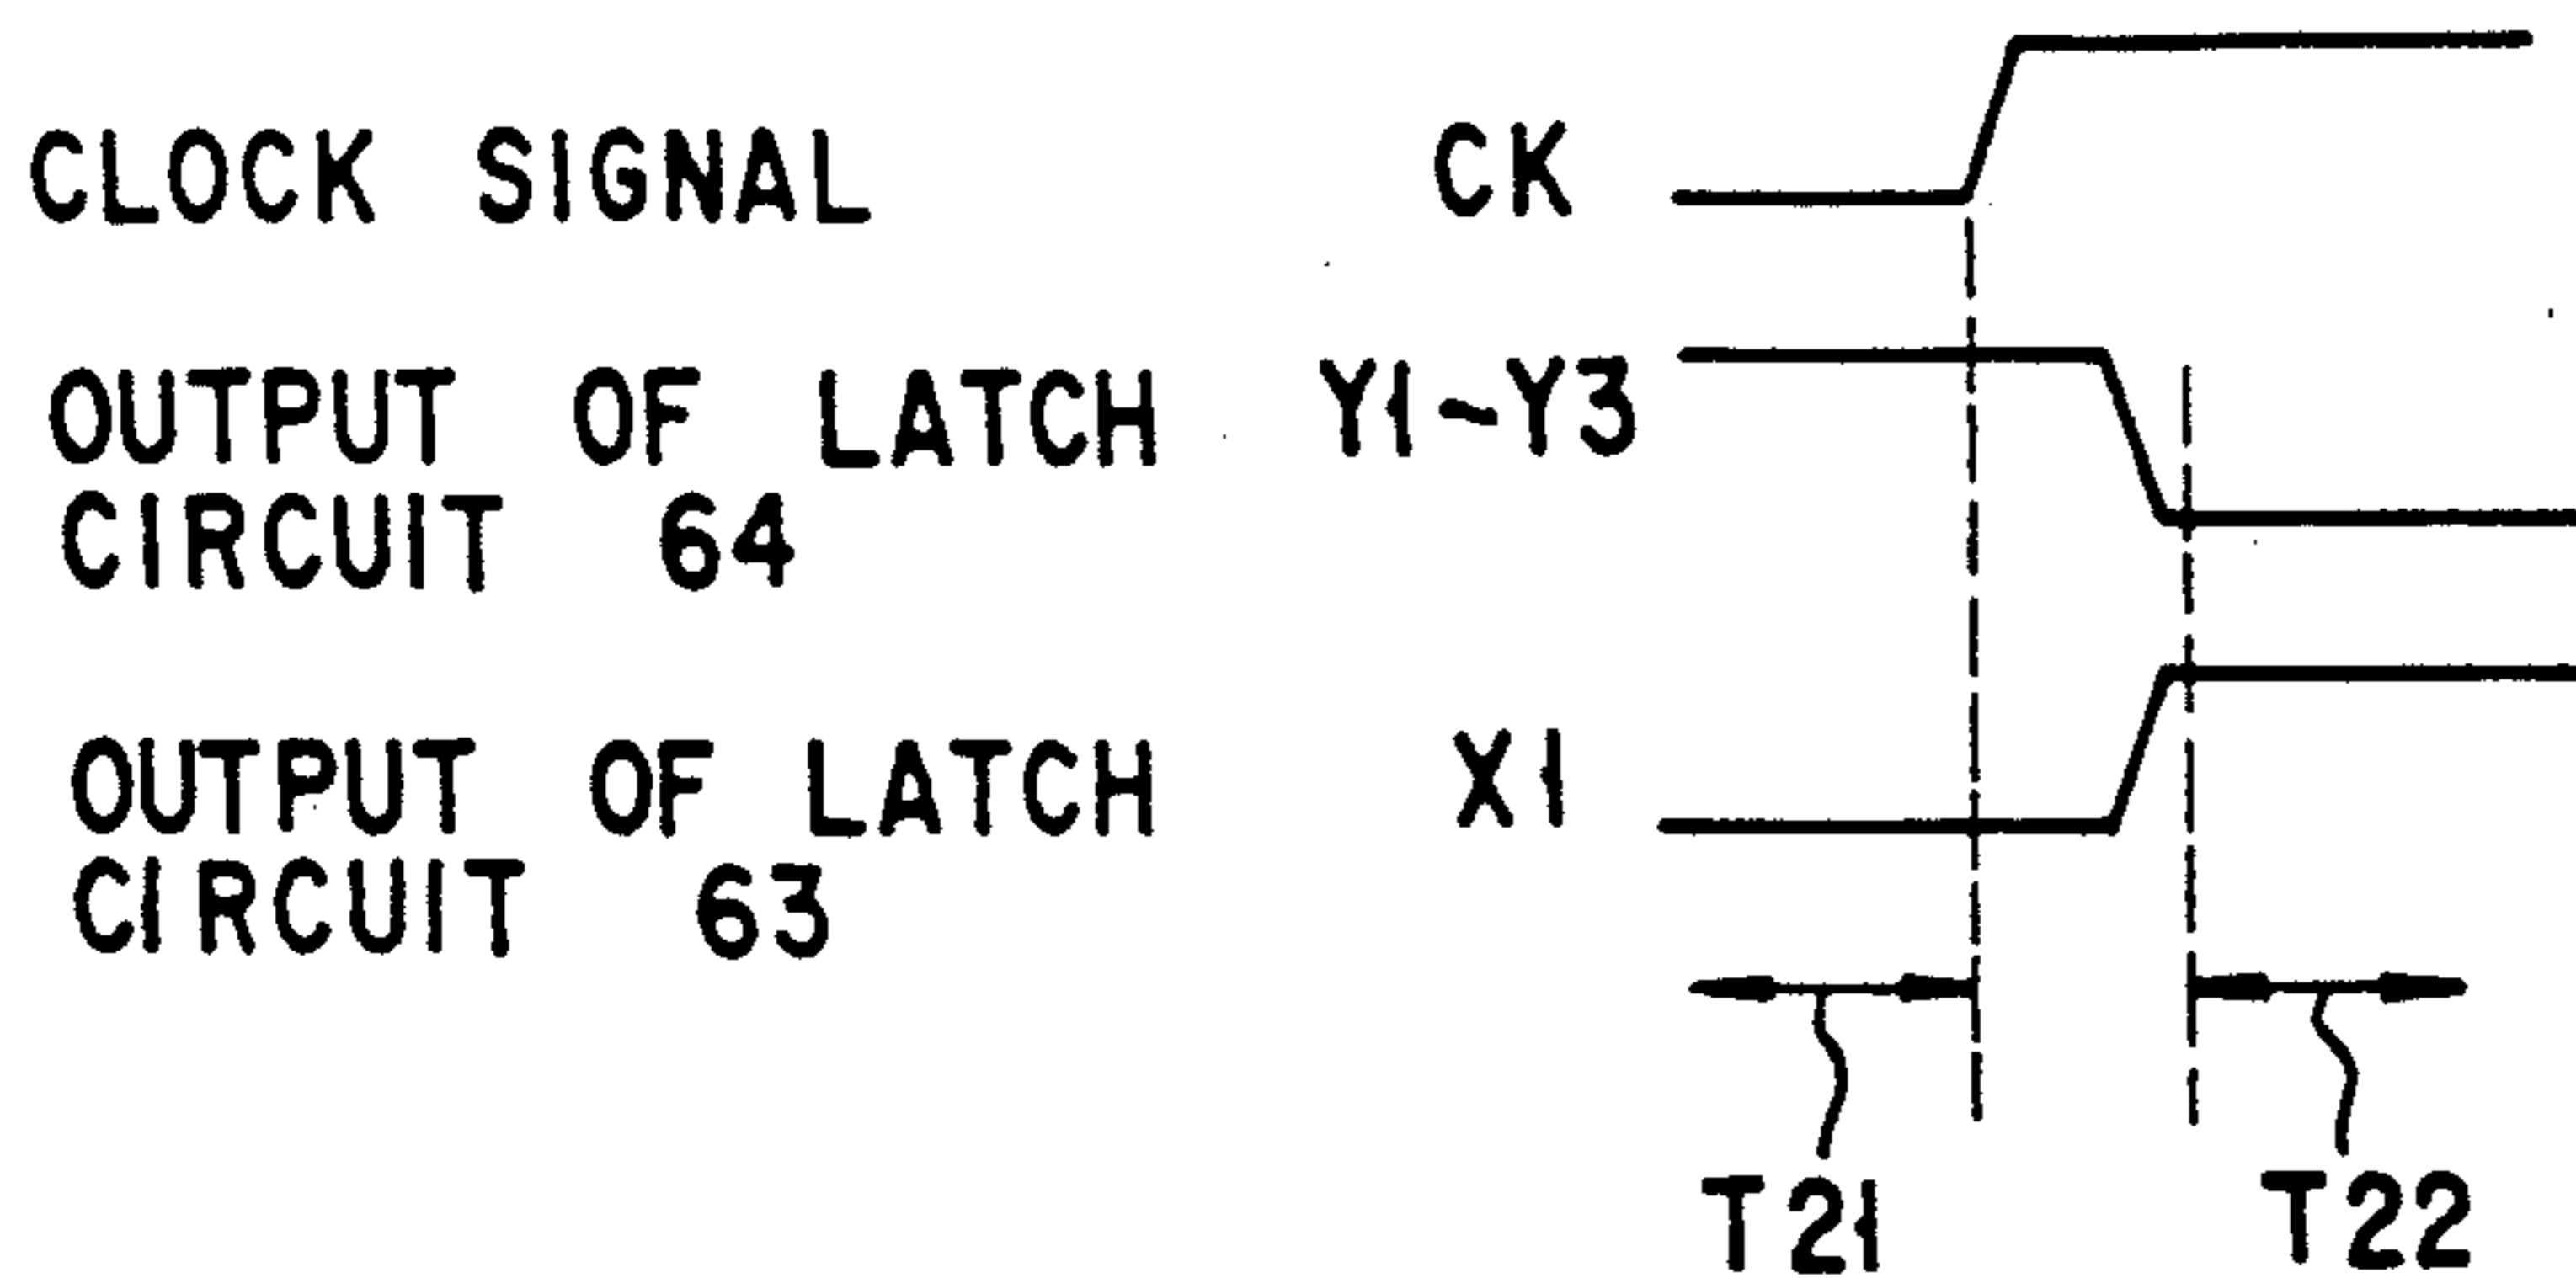 CLOCK SIGNAL CK
OUTPUT OF LATCH Y1-Y3
CIRCUIT 64
OUTPUT OF LATCH X1
CIRCUIT 63
T21 T22